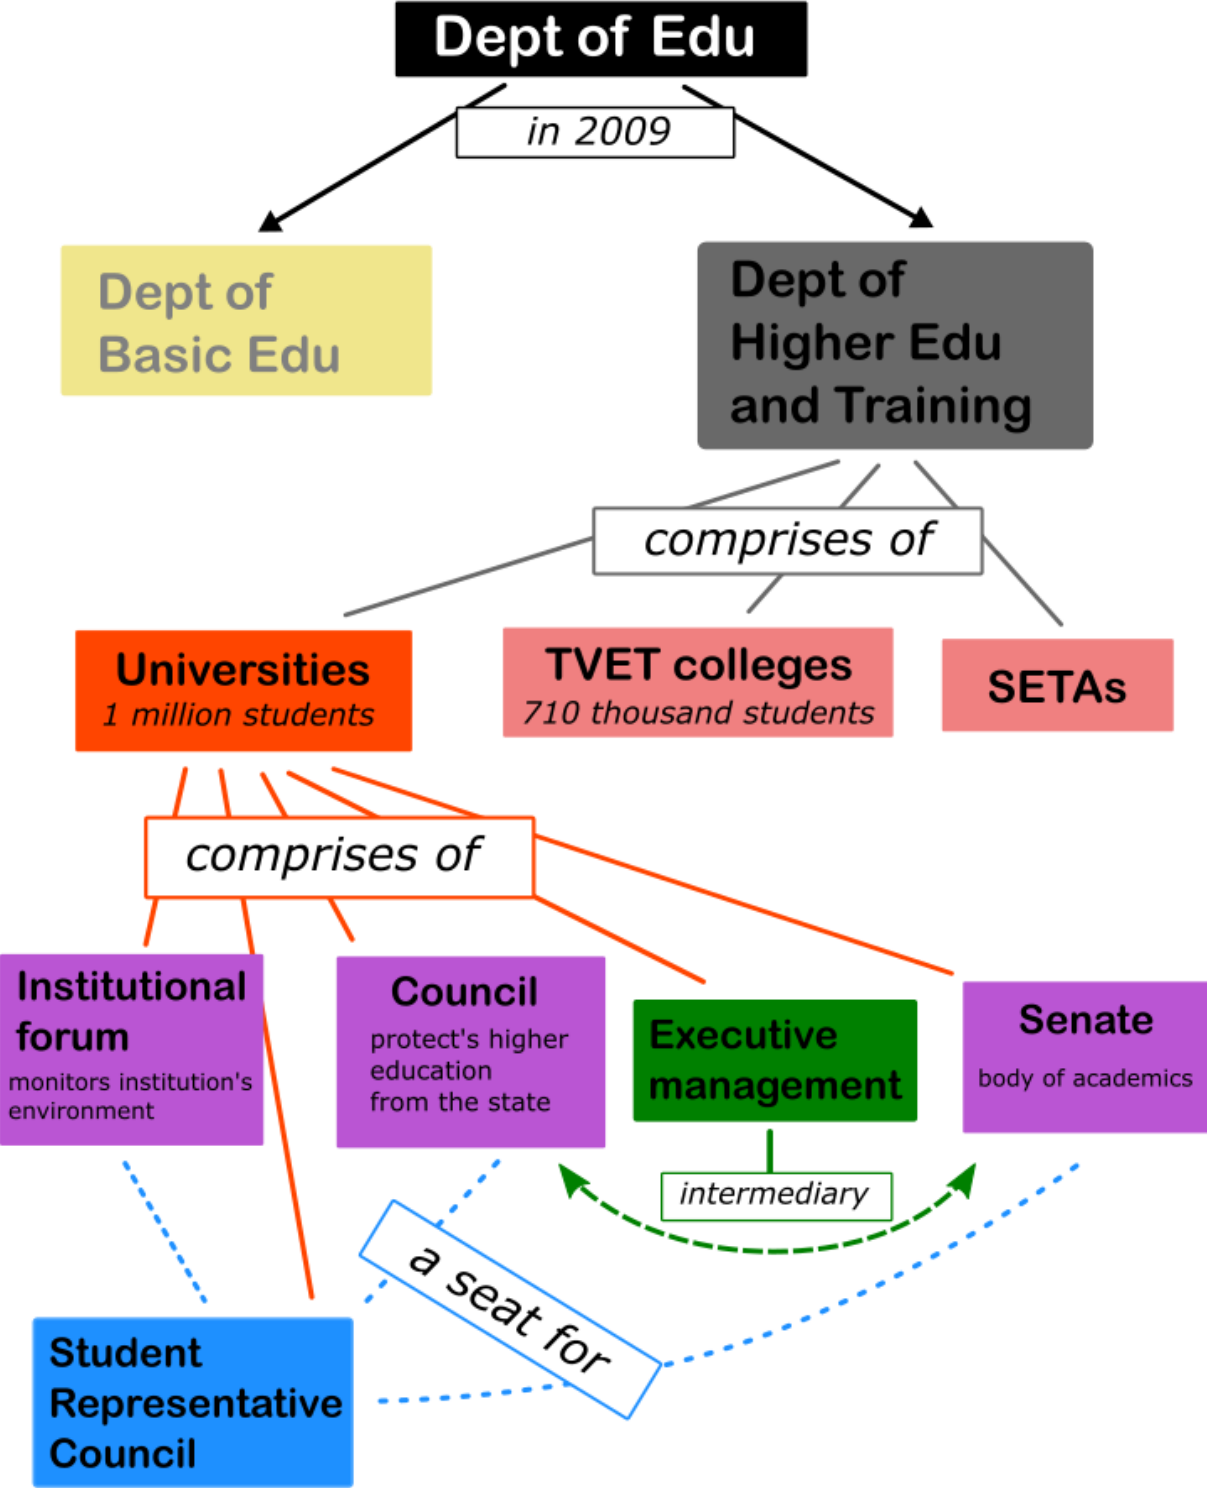 Dept of Edu
in 2009
Dept of
Basic Edu
Dept of
Higher Edu
and Training
comprises of
Universities
1 million students
TVET colleges
710 thousand students
SETAs
comprises of
Institutional
forum
monitors institution's
environment
Council
protect's higher
education
from the state
Executive
management
Senate
body of academics
intermediary
a seat for
Student
Representative
Council